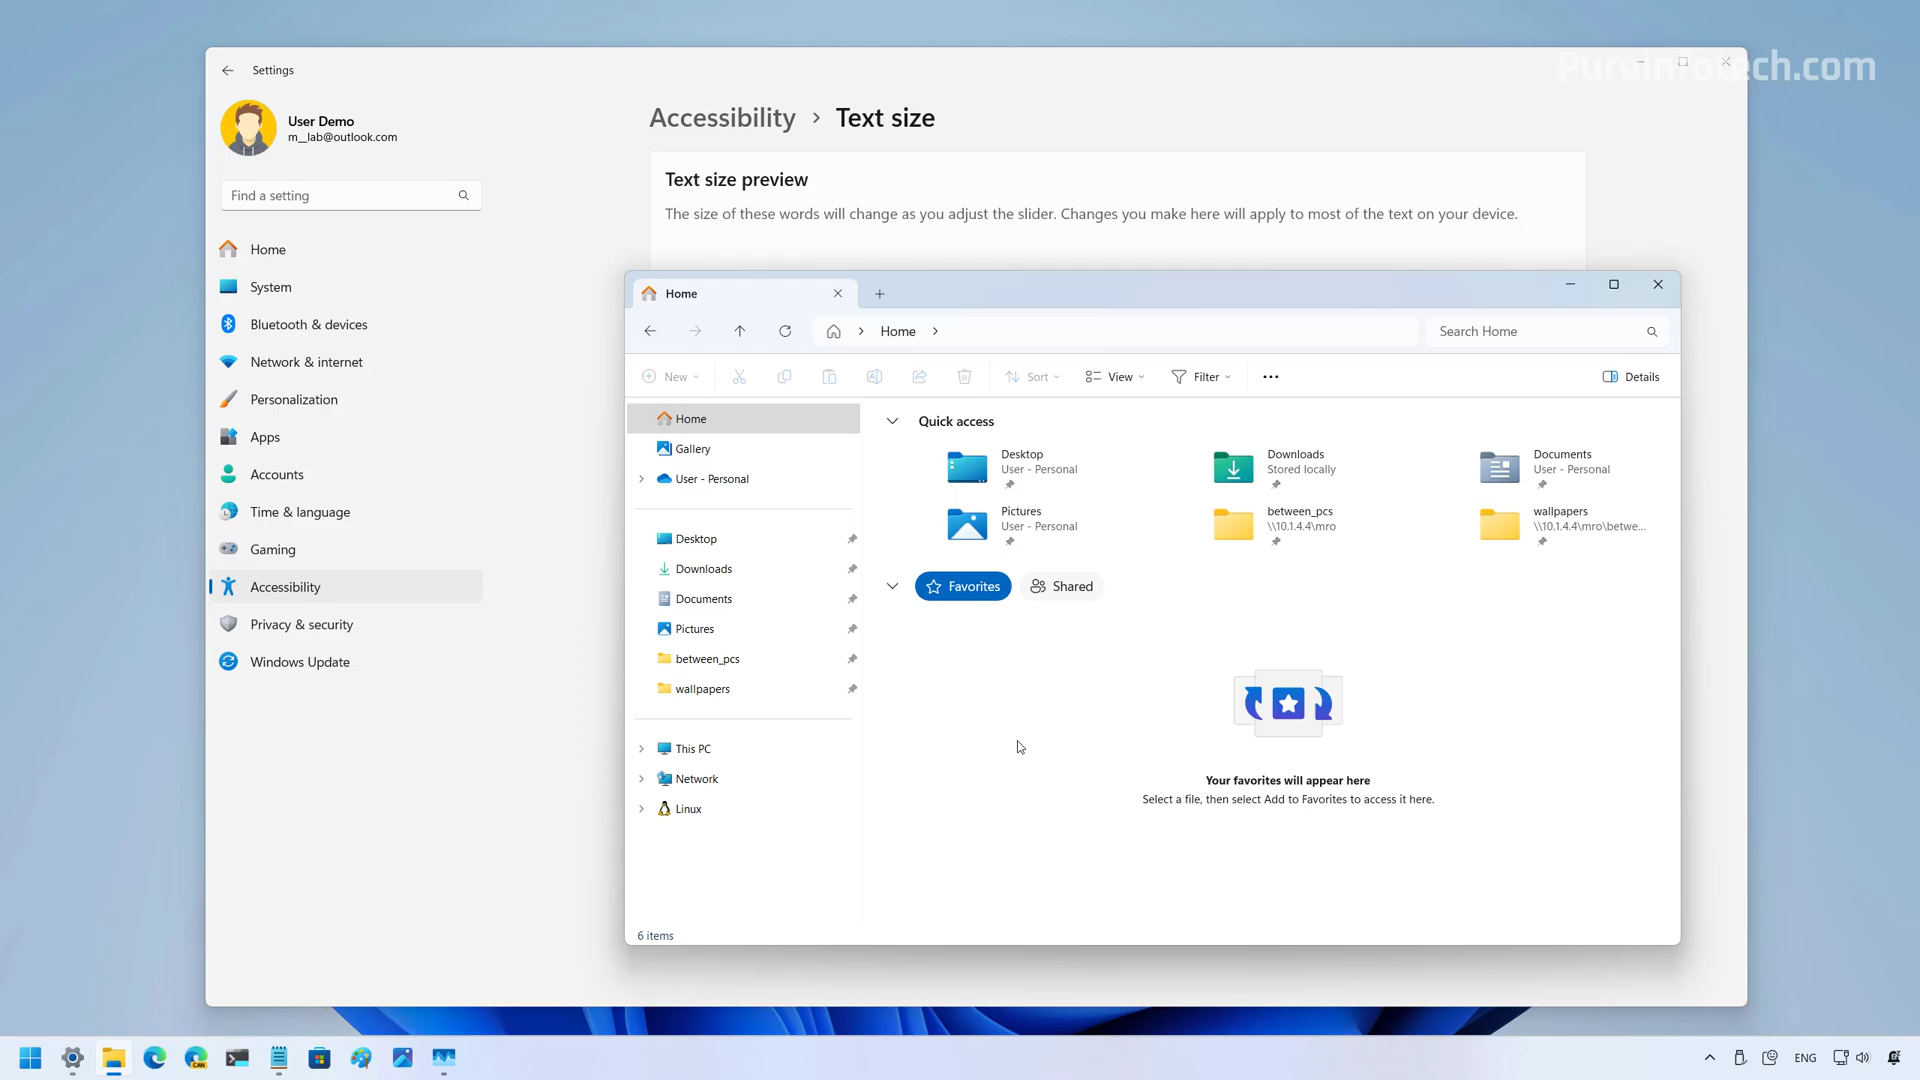 PureInfotech.com
Settings
User Demo
m__lab@outlook.com
Find a setting
Home
System
Bluetooth & devices
Network & internet
Personalization
Apps
Accounts
Time & language
Gaming
Accessibility
Privacy & security
Windows Update
Accessibility > Text size
Text size preview
The size of these words will change as you adjust the slider. Changes you make here will apply to most of the text on your device.
Home
Home
Search Home
New
Sort
View
Filter
Details
Home
Gallery
User - Personal
Desktop
Downloads
Documents
Pictures
between_pcs
wallpapers
This PC
Network
Linux
Quick access
Desktop
User - Personal
Downloads
Stored locally
Documents
User - Personal
Pictures
User - Personal
between_pcs
\\10.1.4.4\mro
wallpapers
\\10.1.4.4\mro\betwe...
Favorites
Shared
Your favorites will appear here
Select a file, then select Add to Favorites to access it here.
6 items
CAN
ENG